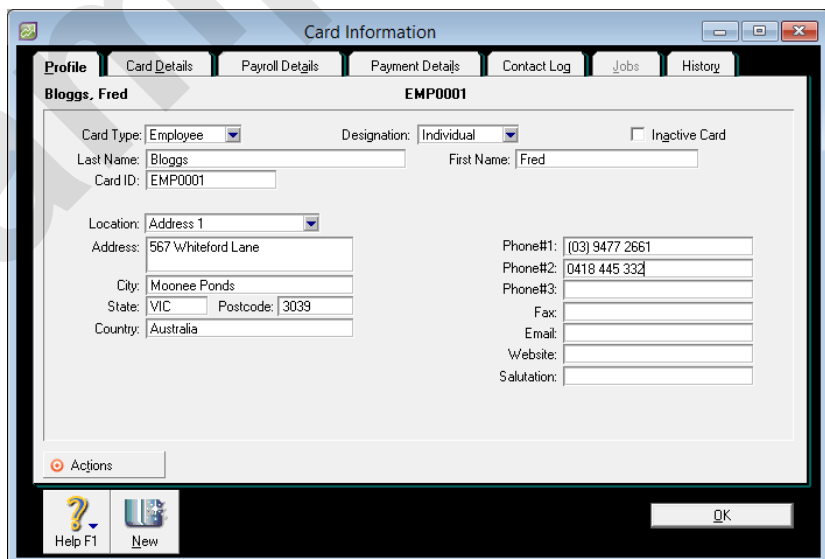 Card Information
Profile Card Details Payroll Details Payment Details Contact Log Jobs History
Bloggs, Fred EMP0001
Card Type: Employee Designation: Individual Inactive Card
Last Name: Bloggs First Name: Fred
Card ID: EMP0001
Location: Address 1
Address: 567 Whiteford Lane Phone#1: (03) 9477 2661
Phone#2: 0418 445 332
City: Moonee Ponds Phone#3:
State: VIC Postcode: 3039 Fax:
Country: Australia Email:
Website:
Salutation:
Actions
Help F1 New OK